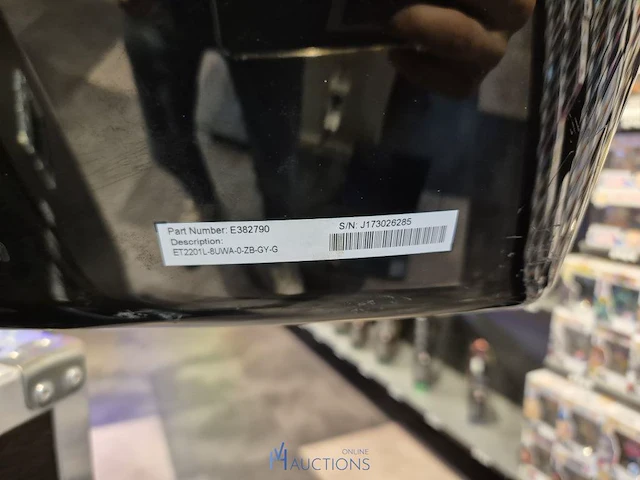 Part Number: E382790
S/N: J173026285
Description:
ET2201L-8UWA-0-ZB-GY-G
ONLINE
AUCTIONS